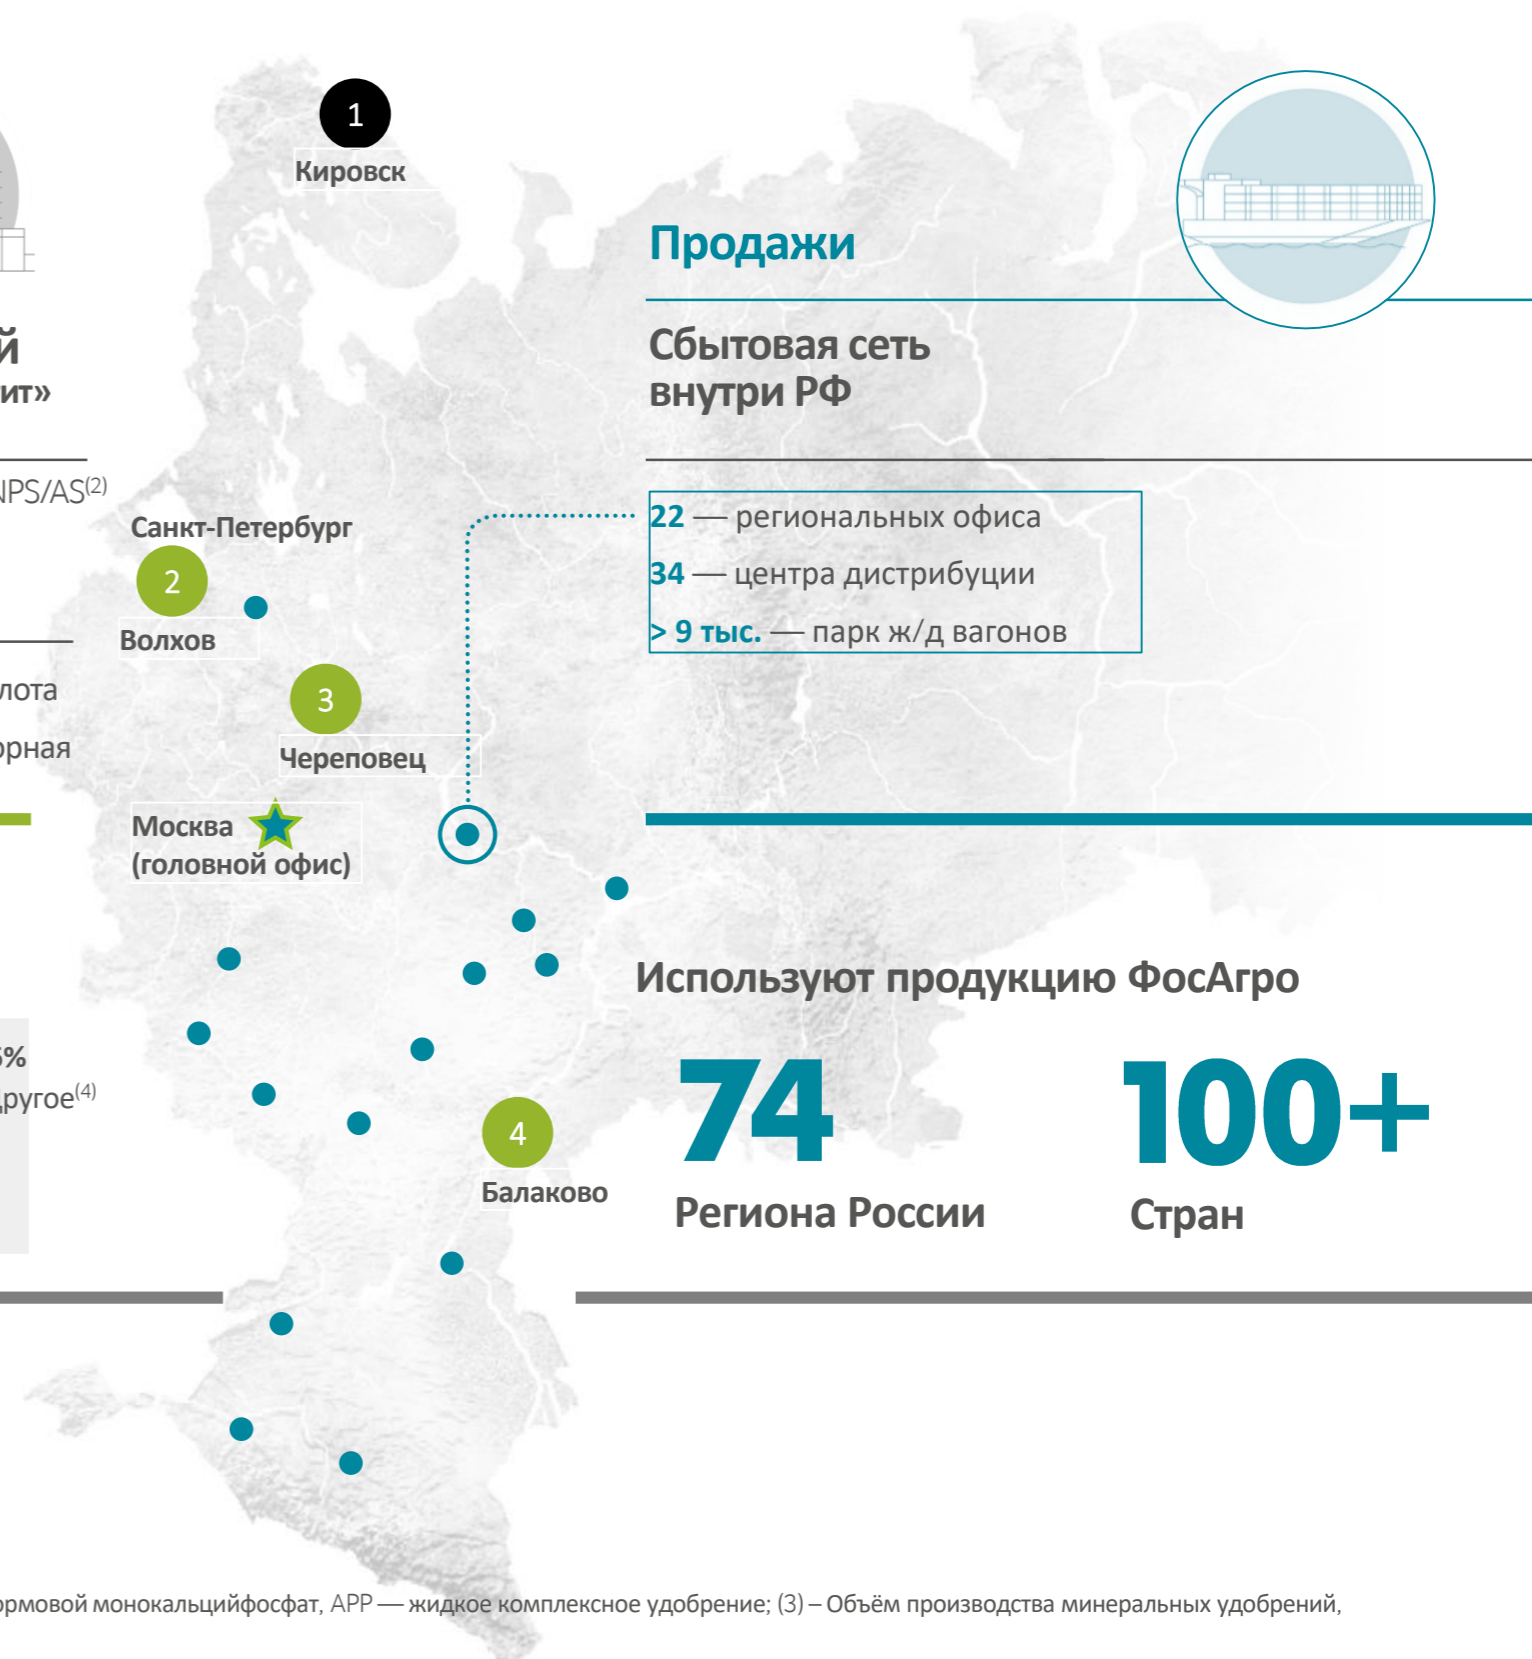 1
Кировск
Продажи
Сбытовая сеть
внутри РФ
й
ит»
NPS/AS(2)
22 — региональных офиса
34 — центра дистрибуции
> 9 тыс. — парк ж/д вагонов
Санкт-Петербург
2
Волхов
лота
орная
3
Череповец
Москва
(головной офис)
Используют продукцию ФосАгро
74
Региона России
100+
Стран
%
Другое(4)
4
Балаково
ормовой монокальцийфосфат, APP — жидкое комплексное удобрение; (3) – Объём производства минеральных удобрений,